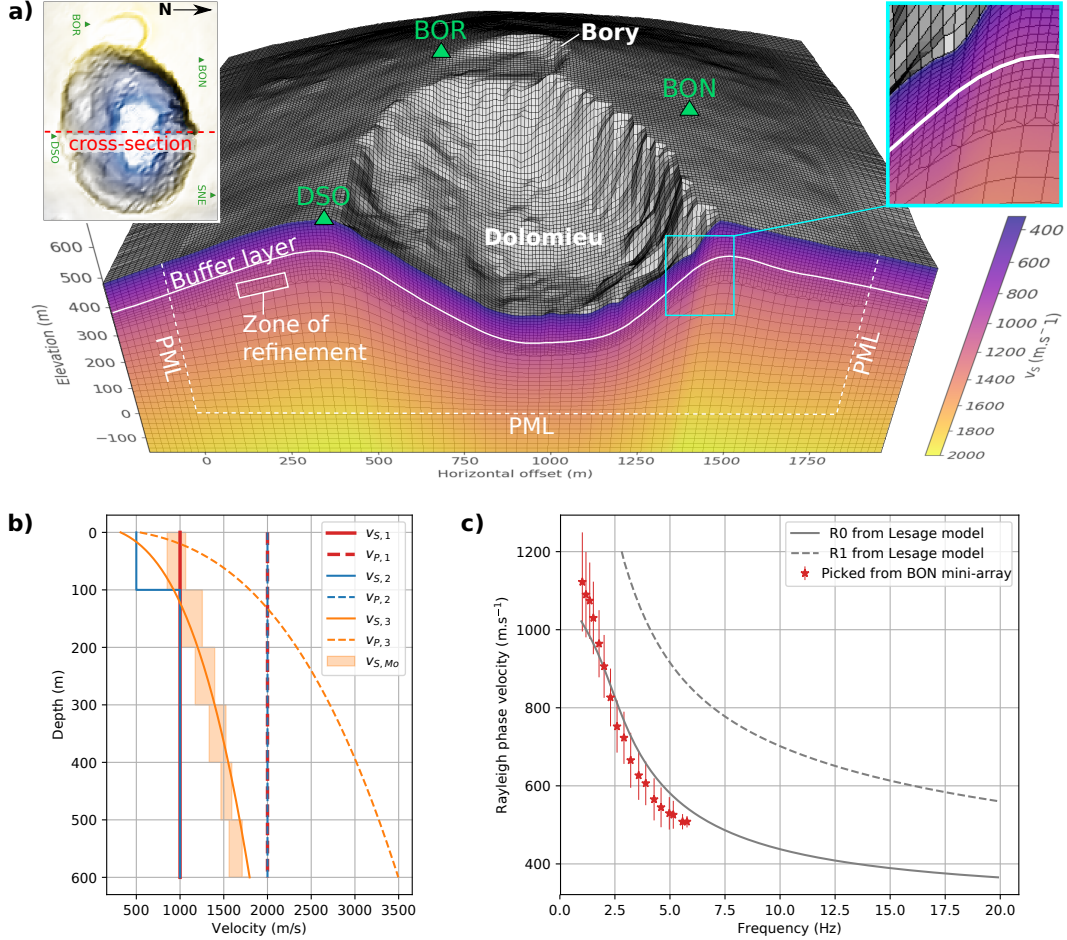 a)
N
BOR
BON
DSO
SNE
cross-section
BOR
Bory
BON
DSO
Dolomieu
Buffer layer
Zone of
refinement
PML
PML
PML
Elevation (m)
600
500
400
300
200
100
0
−100
0
250
500
750
1000
1250
1500
1750
Horizontal offset (m)
400
600
800
1000
1200
1400
1600
1800
2000
vS (m.s−1)
b)
0
100
200
300
400
500
600
Depth (m)
500 1000 1500 2000 2500 3000 3500
Velocity (m/s)
vS, 1
vP, 1
vS, 2
vP, 2
vS, 3
vP, 3
vS, Mo
c)
1200
1000
800
600
400
Rayleigh phase velocity (m.s−1)
0.0 2.5 5.0 7.5 10.0 12.5 15.0 17.5 20.0
Frequency (Hz)
R0 from Lesage model
R1 from Lesage model
Picked from BON mini-array